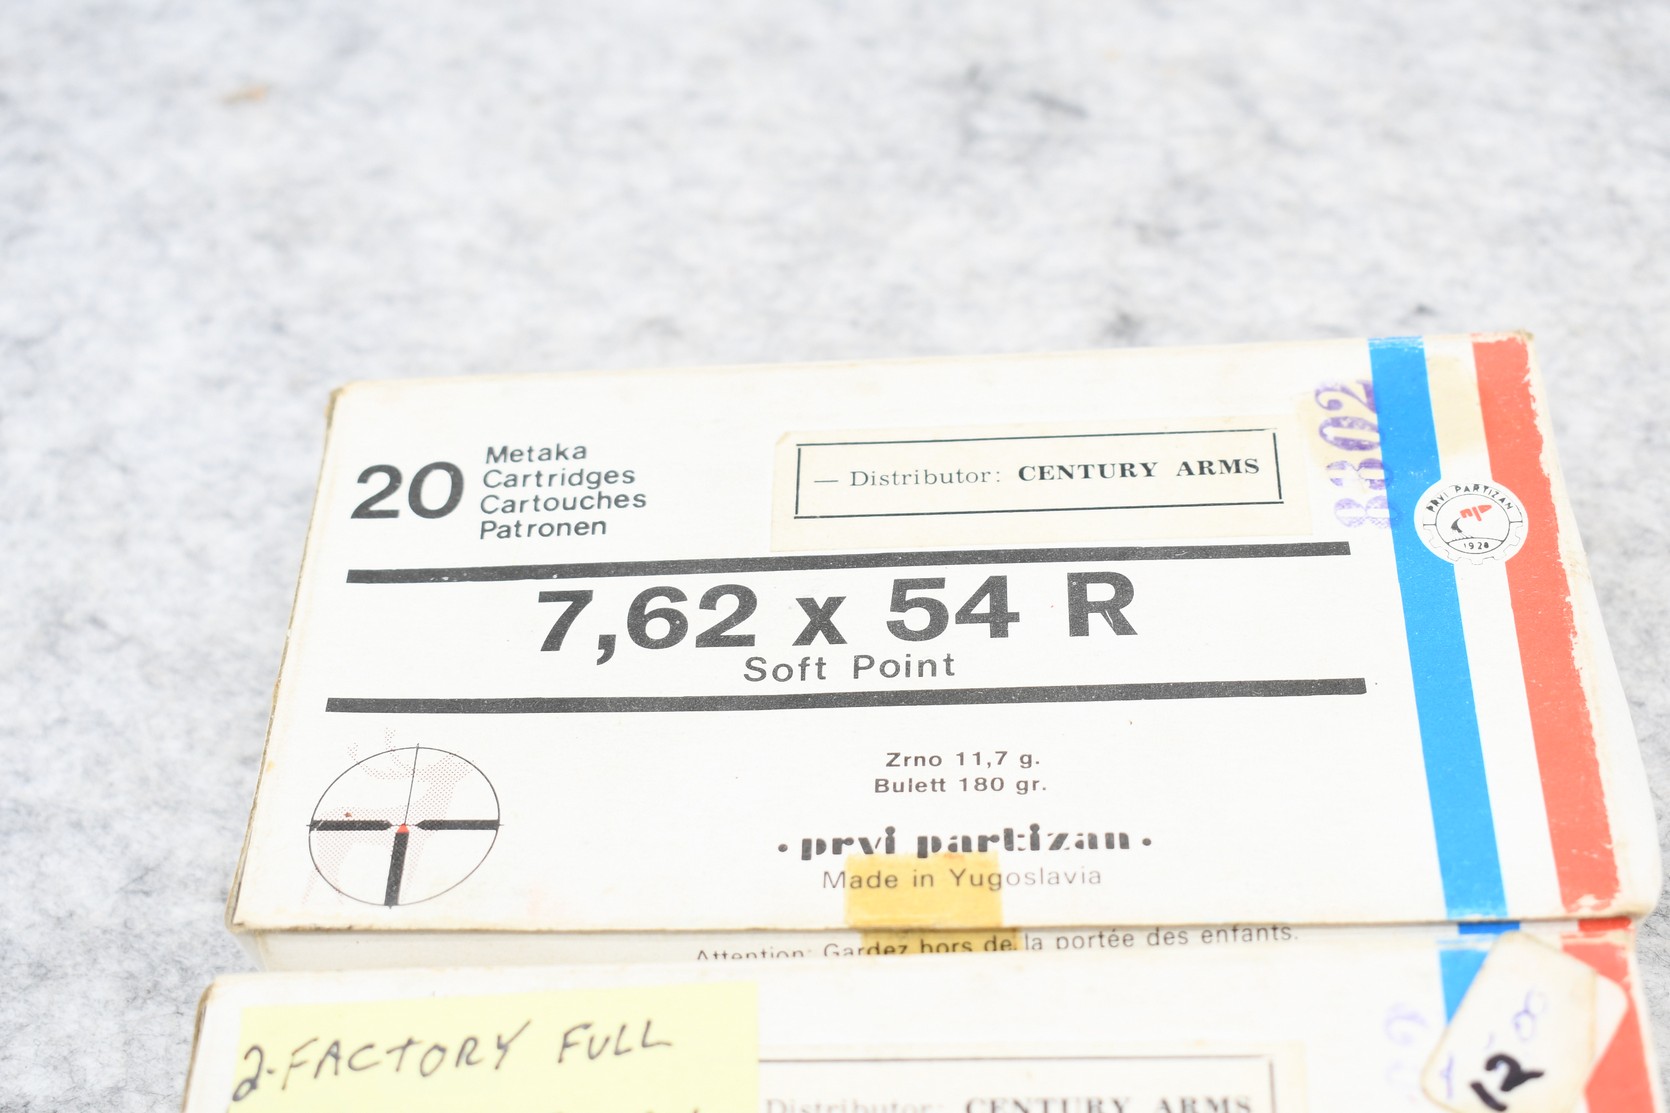 20
Metaka
Cartridges
Cartouches
Patronen
— Distributor: CENTURY ARMS
7,62 x 54 R
Soft Point
Zrno 11,7 g.
Bulett 180 gr.
• prvi partizan •
Made in Yugoslavia
PRVI PARTIZAN
1928
Attention: Gardez hors de la portée des enfants.
2-FACTORY FULL
12
Distributor: CENTURY ARMS